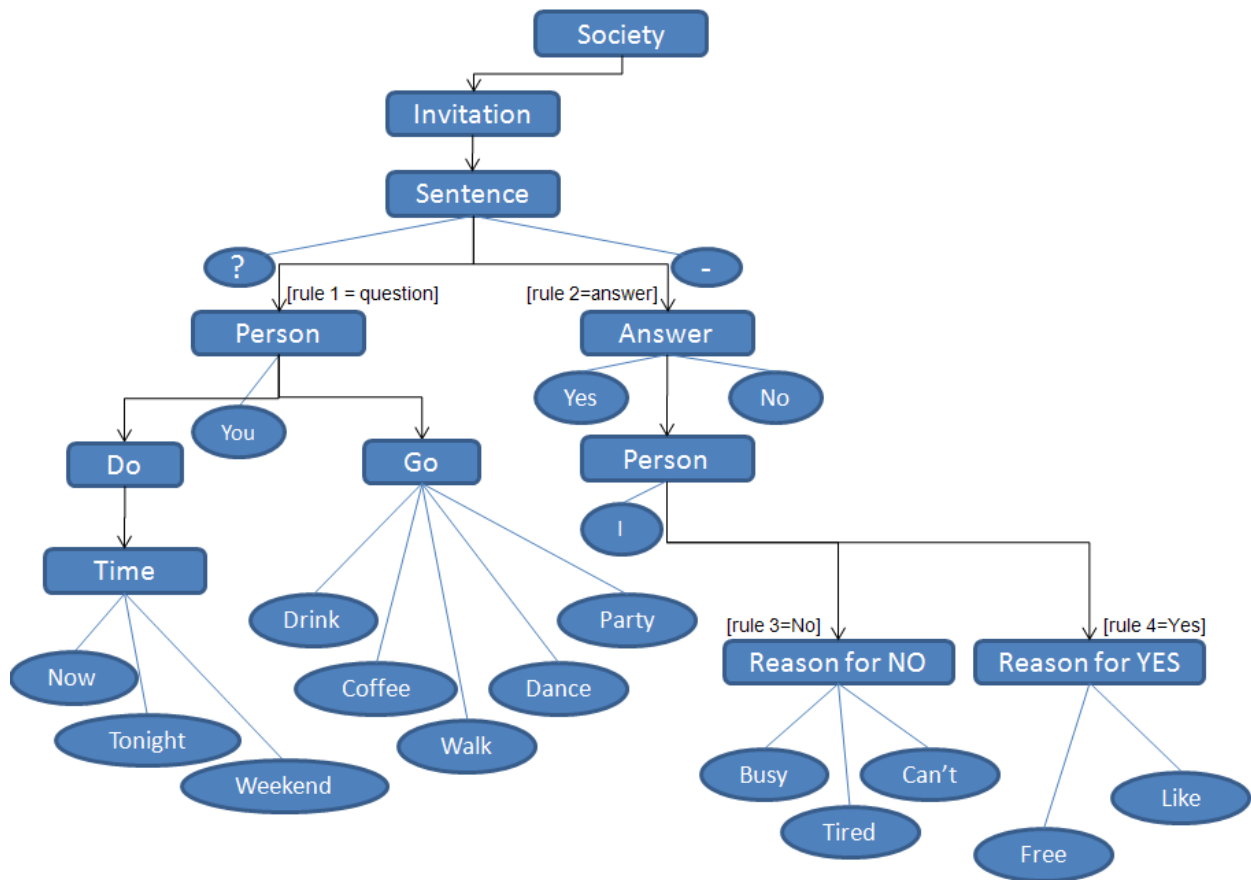 Society
Invitation
Sentence
?
-
[rule 1 = question]
[rule 2=answer]
Person
Answer
Yes
No
You
Do
Go
Person
I
Time
Drink
Party
[rule 3=No]
[rule 4=Yes]
Reason for NO
Reason for YES
Now
Coffee
Dance
Tonight
Walk
Weekend
Busy
Can't
Tired
Like
Free